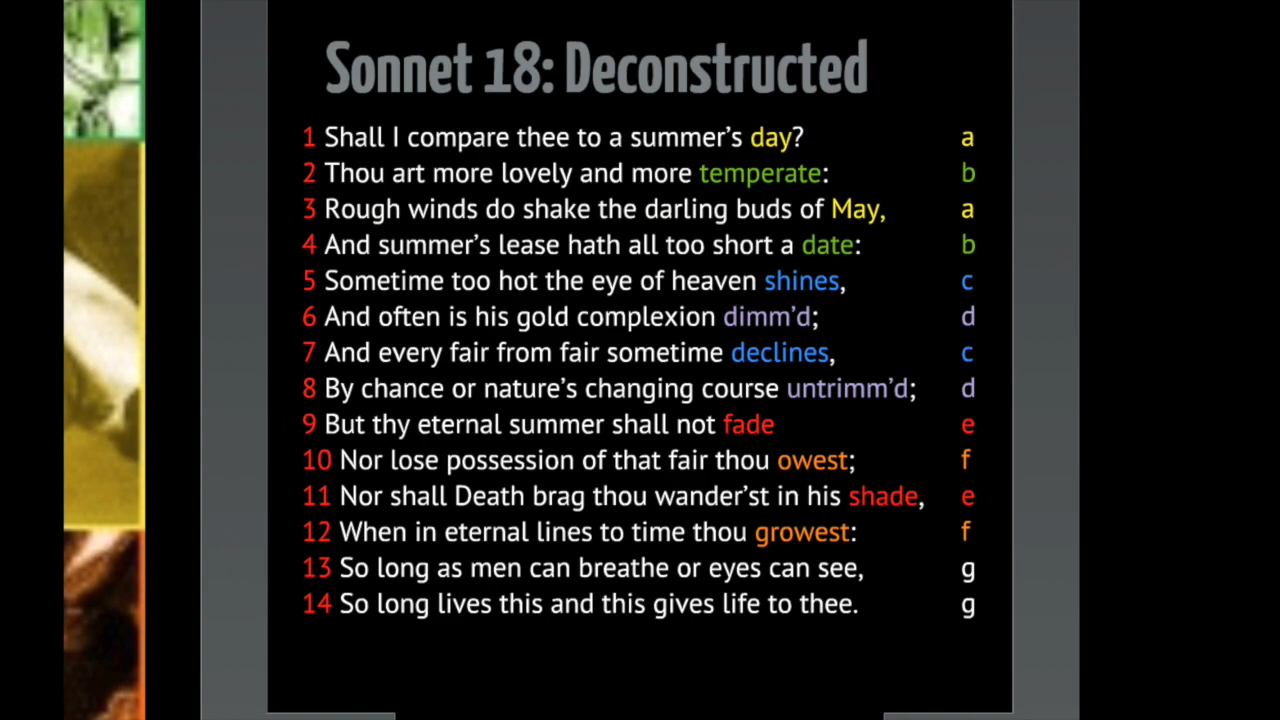 Sonnet 18: Deconstructed
1 Shall I compare thee to a summer's day? a
2 Thou art more lovely and more temperate: b
3 Rough winds do shake the darling buds of May, a
4 And summer's lease hath all too short a date: b
5 Sometime too hot the eye of heaven shines, c
6 And often is his gold complexion dimm'd; d
7 And every fair from fair sometime declines, c
8 By chance or nature's changing course untrimm'd; d
9 But thy eternal summer shall not fade e
10 Nor lose possession of that fair thou owest; f
11 Nor shall Death brag thou wander'st in his shade, e
12 When in eternal lines to time thou growest: f
13 So long as men can breathe or eyes can see, g
14 So long lives this and this gives life to thee. g